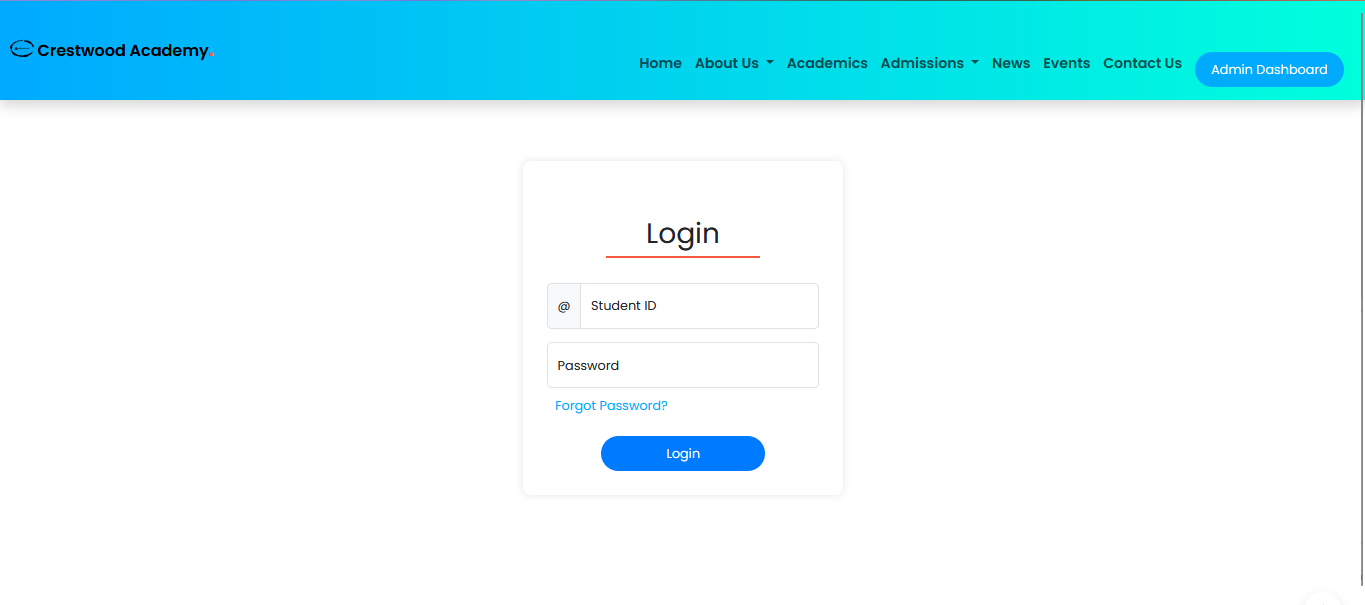 Crestwood Academy.
Home About Us Academics Admissions News Events Contact Us Admin Dashboard
Login
@ Student ID
Password
Forgot Password?
Login